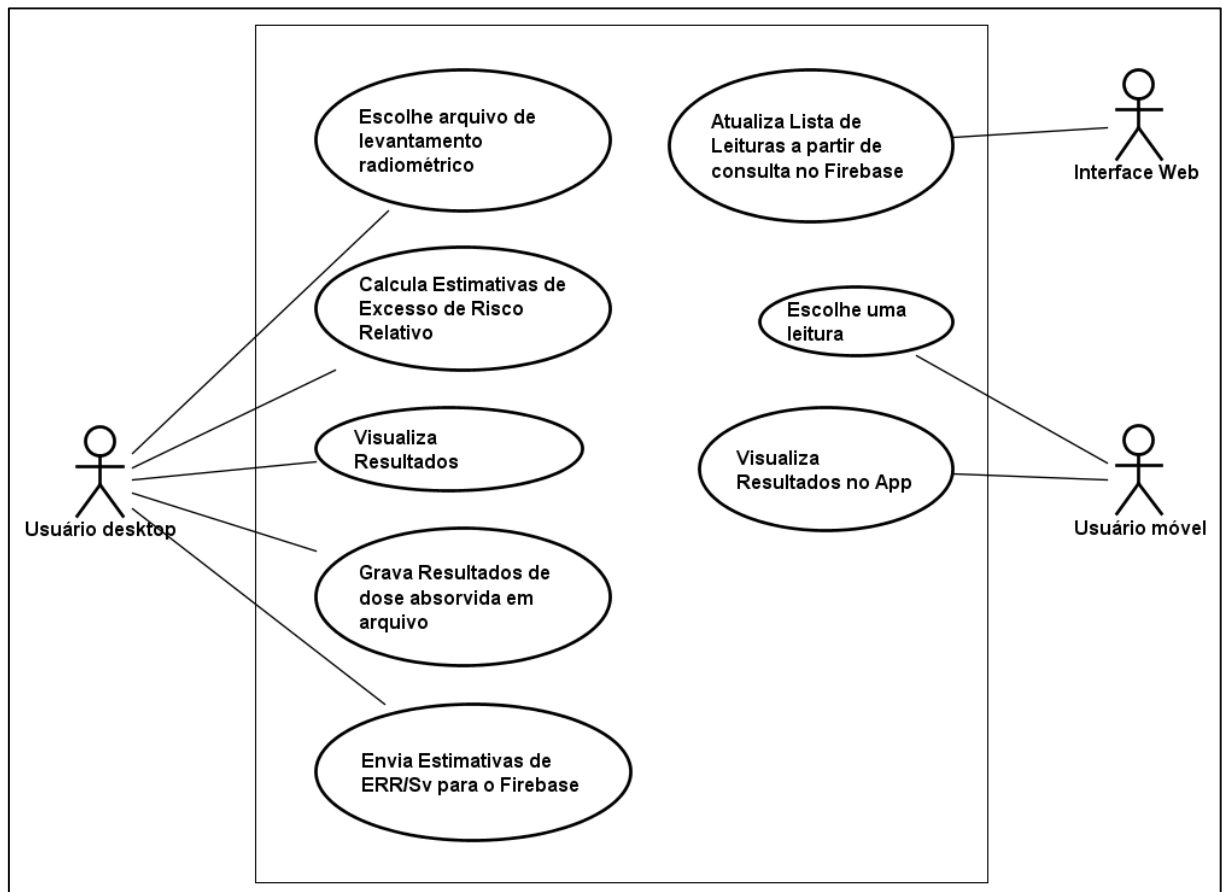 Escolhe arquivo de
levantamento
radiométrico
Atualiza Lista de
Leituras a partir de
consulta no Firebase
Interface Web
Calcula Estimativas de
Excesso de Risco
Relativo
Escolhe uma
leitura
Visualiza
Resultados
Visualiza
Resultados no App
Usuário desktop
Usuário móvel
Grava Resultados de
dose absorvida em
arquivo
Envia Estimativas de
ERR/Sv para o Firebase